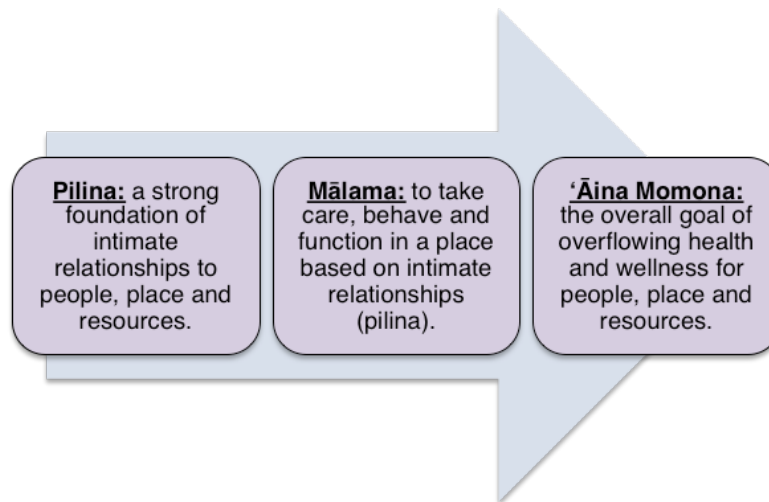 Pilina: a strong
foundation of
intimate
relationships to
people, place and
resources.
Mālama: to take
care, behave and
function in a place
based on intimate
relationships
(pilina).
ʻĀina Momona:
the overall goal of
overflowing health
and wellness for
people, place and
resources.